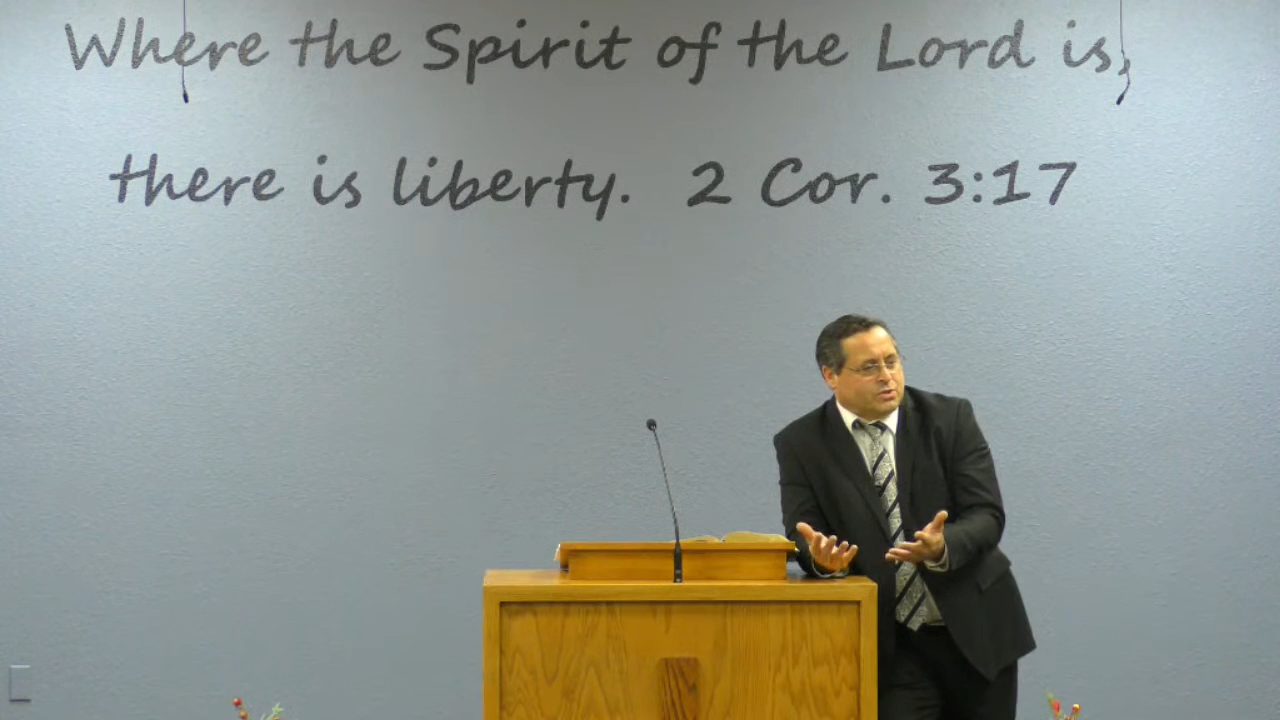 Where the Spirit of the Lord is,
there is liberty. 2 Cor. 3:17